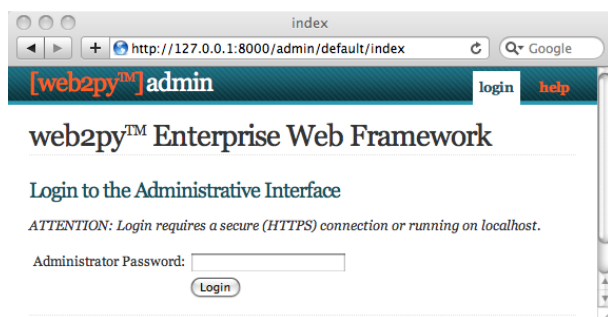 index
http://127.0.0.1:8000/admin/default/index
Google
[web2py™]admin
login help
web2py™ Enterprise Web Framework
Login to the Administrative Interface
ATTENTION: Login requires a secure (HTTPS) connection or running on localhost.
Administrator Password:
Login